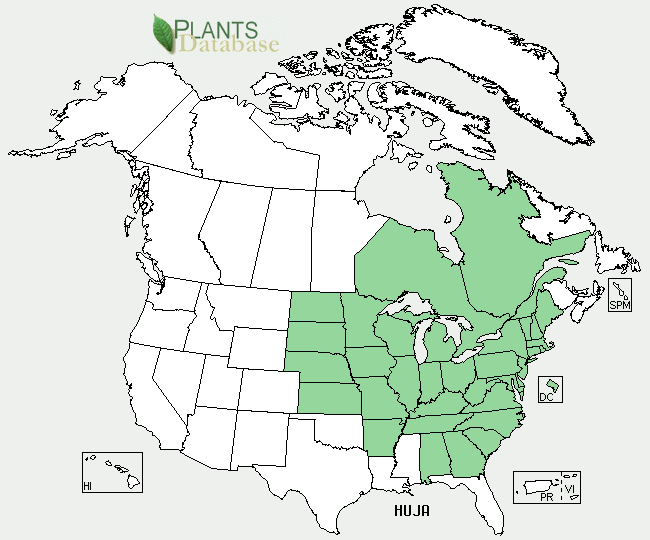 PLANTS
Database
SPM
DC
HI
PR
VI
HUJA